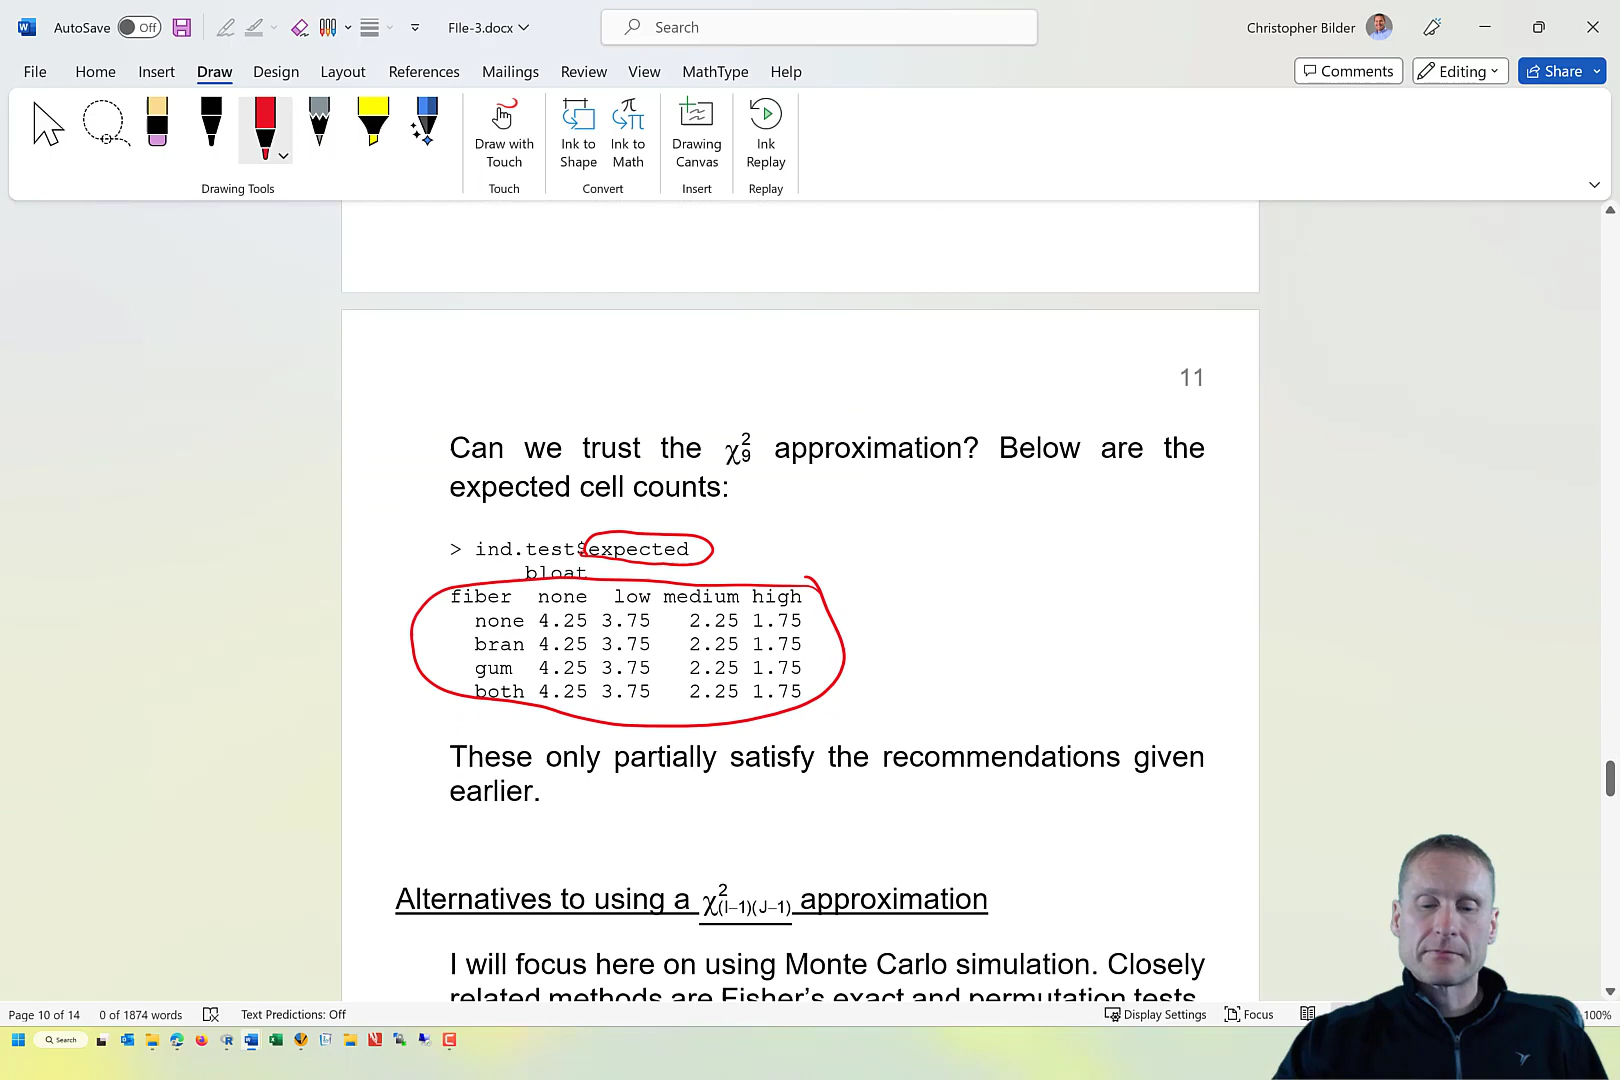 AutoSave Off FIle-3.docx Search Christopher Bilder
File Home Insert Draw Design Layout References Mailings Review View MathType Help Comments Editing Share
Draw with Touch
Ink to Shape
Ink to Math
Drawing Canvas
Ink Replay
Drawing Tools Touch Convert Insert Replay
11
Can we trust the χ²₉ approximation? Below are the
expected cell counts:
> ind.test$expected
bloat
fiber none low medium high
none 4.25 3.75 2.25 1.75
bran 4.25 3.75 2.25 1.75
gum 4.25 3.75 2.25 1.75
both 4.25 3.75 2.25 1.75
These only partially satisfy the recommendations given
earlier.
Alternatives to using a χ²(I–1)(J–1) approximation
I will focus here on using Monte Carlo simulation. Closely
related methods are Fisher's exact and permutation tests.
Page 10 of 14 0 of 1874 words Text Predictions: Off Display Settings Focus 100%
Search